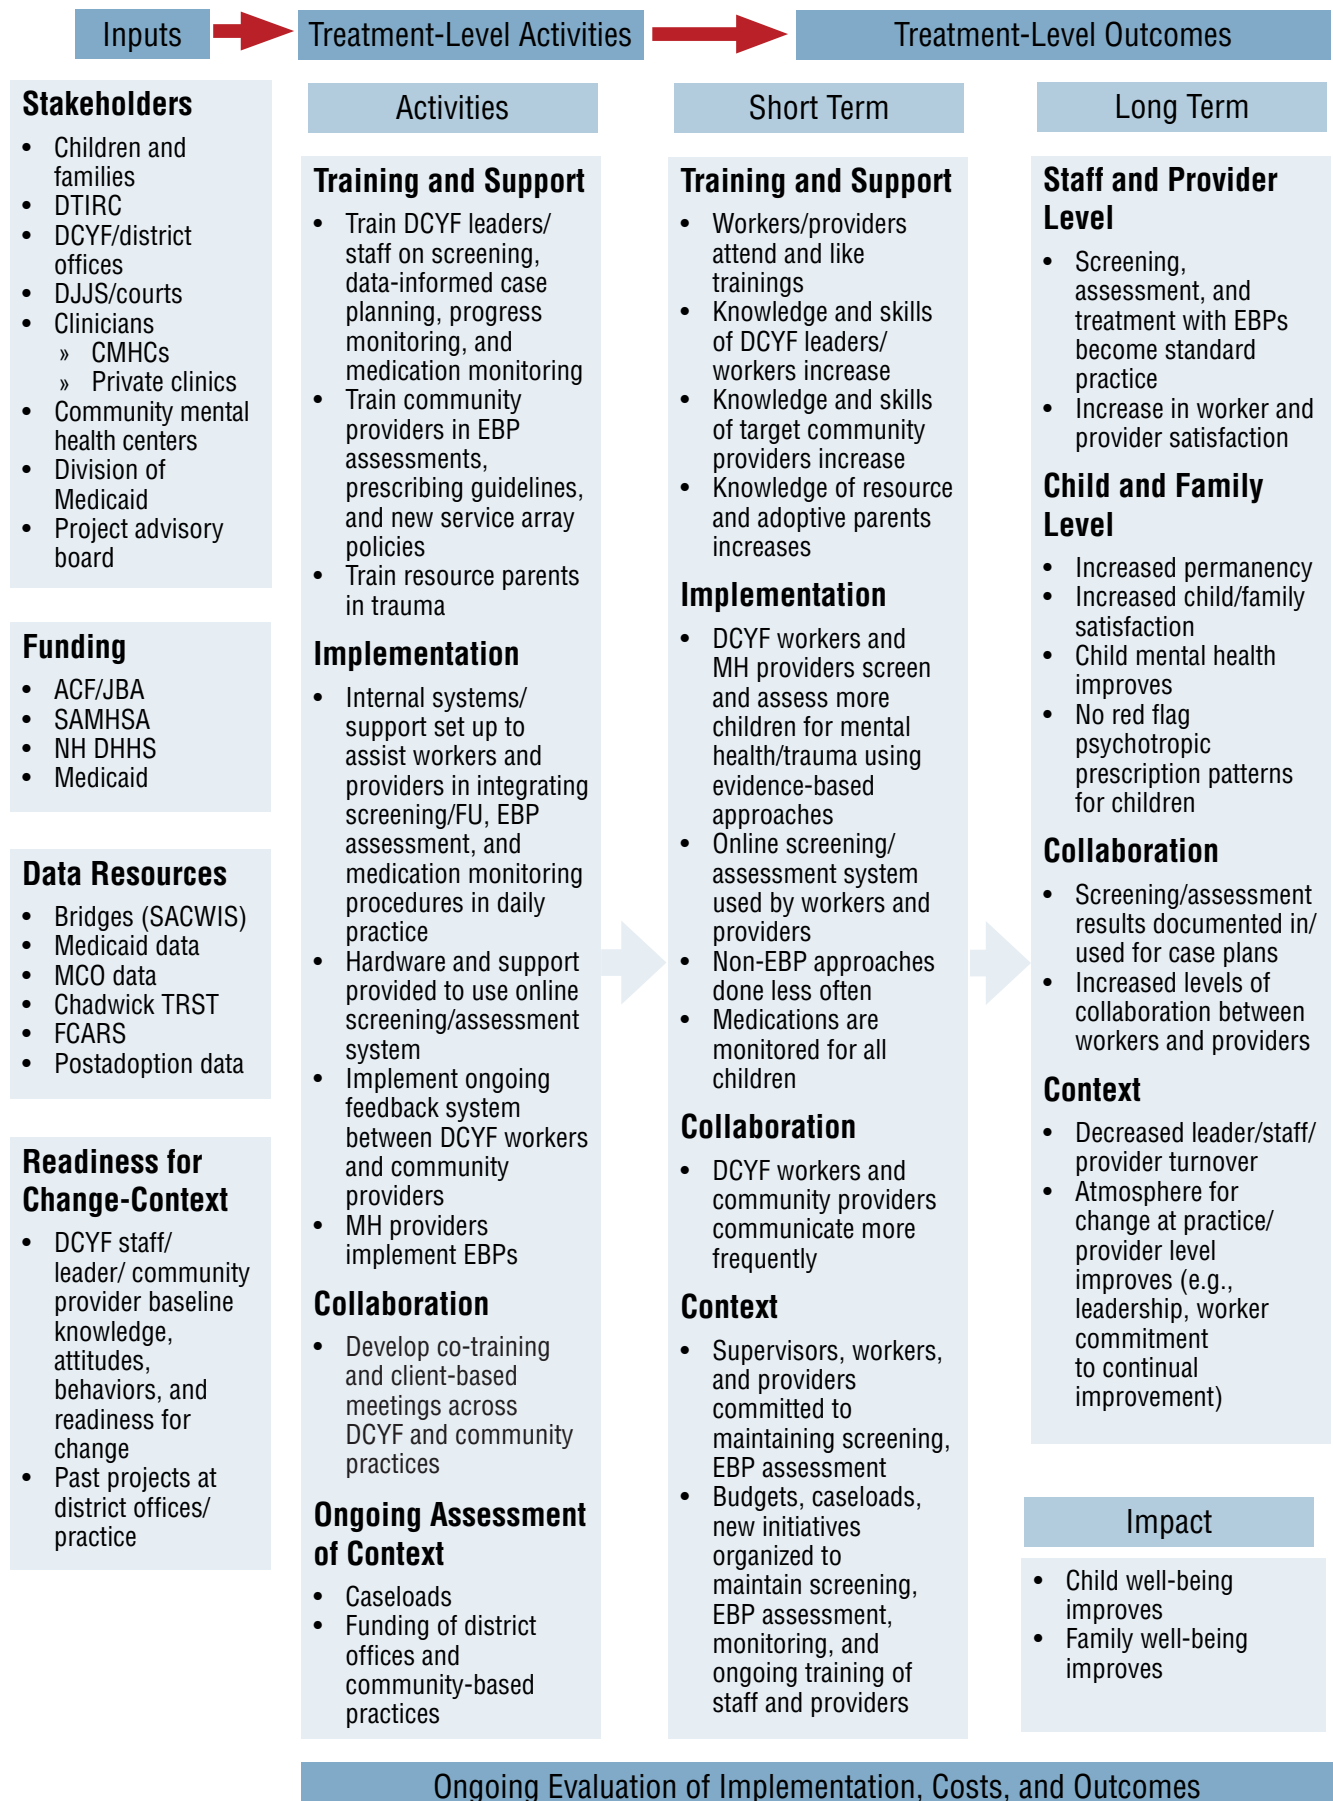 Inputs
Treatment-Level Activities
Treatment-Level Outcomes
Stakeholders
• Children and
families
• DTIRC
• DCYF/district
offices
• DJJS/courts
• Clinicians
» CMHCs
» Private clinics
• Community mental
health centers
• Division of
Medicaid
• Project advisory
board
Funding
• ACF/JBA
• SAMHSA
• NH DHHS
• Medicaid
Data Resources
• Bridges (SACWIS)
• Medicaid data
• MCO data
• Chadwick TRST
• FCARS
• Postadoption data
Readiness for
Change-Context
• DCYF staff/
leader/ community
provider baseline
knowledge,
attitudes,
behaviors, and
readiness for
change
• Past projects at
district offices/
practice
Activities
Training and Support
• Train DCYF leaders/
staff on screening,
data-informed case
planning, progress
monitoring, and
medication monitoring
• Train community
providers in EBP
assessments,
prescribing guidelines,
and new service array
policies
• Train resource parents
in trauma
Implementation
• Internal systems/
support set up to
assist workers and
providers in integrating
screening/FU, EBP
assessment, and
medication monitoring
procedures in daily
practice
• Hardware and support
provided to use online
screening/assessment
system
• Implement ongoing
feedback system
between DCYF workers
and community
providers
• MH providers
implement EBPs
Collaboration
• Develop co-training
and client-based
meetings across
DCYF and community
practices
Ongoing Assessment
of Context
• Caseloads
• Funding of district
offices and
community-based
practices
Short Term
Training and Support
• Workers/providers
attend and like
trainings
• Knowledge and skills
of DCYF leaders/
workers increase
• Knowledge and skills
of target community
providers increase
• Knowledge of resource
and adoptive parents
increases
Implementation
• DCYF workers and
MH providers screen
and assess more
children for mental
health/trauma using
evidence-based
approaches
• Online screening/
assessment system
used by workers and
providers
• Non-EBP approaches
done less often
• Medications are
monitored for all
children
Collaboration
• DCYF workers and
community providers
communicate more
frequently
Context
• Supervisors, workers,
and providers
committed to
maintaining screening,
EBP assessment
• Budgets, caseloads,
new initiatives
organized to
maintain screening,
EBP assessment,
monitoring, and
ongoing training of
staff and providers
Long Term
Staff and Provider
Level
• Screening,
assessment, and
treatment with EBPs
become standard
practice
• Increase in worker and
provider satisfaction
Child and Family
Level
• Increased permanency
• Increased child/family
satisfaction
• Child mental health
improves
• No red flag
psychotropic
prescription patterns
for children
Collaboration
• Screening/assessment
results documented in/
used for case plans
• Increased levels of
collaboration between
workers and providers
Context
• Decreased leader/staff/
provider turnover
• Atmosphere for
change at practice/
provider level
improves (e.g.,
leadership, worker
commitment
to continual
improvement)
Impact
• Child well-being
improves
• Family well-being
improves
Ongoing Evaluation of Implementation, Costs, and Outcomes